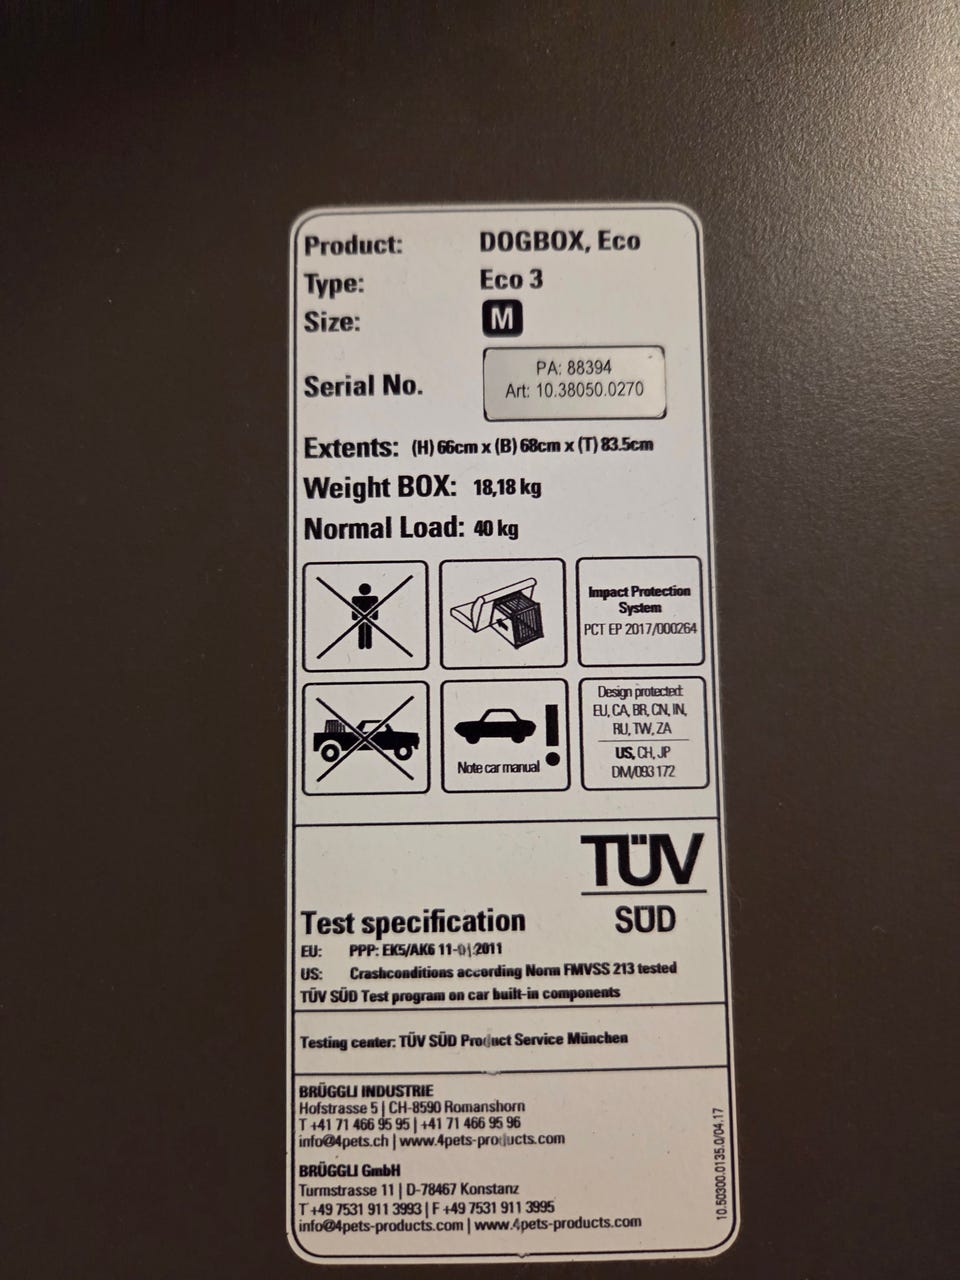 Product: DOGBOX, Eco
Type: Eco 3
Size: M
Serial No. PA: 88394
Art: 10.38050.0270
Extents: (H) 66cm x (B) 68cm x (T) 83.5cm
Weight BOX: 18,18 kg
Normal Load: 40 kg
Impact Protection
System
PCT EP 2017/000264
Note car manual
!
Design protected:
EU, CA, BR, CN, IN,
RU, TW, ZA
US, CH, JP
DM/093 172
TÜV
SÜD
Test specification
EU: PPP: EK5/AK6 11-01.2011
US: Crashconditions according Norm FMVSS 213 tested
TÜV SÜD Test program on car built-in components
Testing center: TÜV SÜD Product Service München
BRÜGGLI INDUSTRIE
Hofstrasse 5 | CH-8590 Romanshorn
T +41 71 466 95 95 | +41 71 466 95 96
info@4pets.ch | www.4pets-products.com
BRÜGGLI GmbH
Turmstrasse 11 | D-78467 Konstanz
T +49 7531 911 3993 | F +49 7531 911 3995
info@4pets-products.com | www.4pets-products.com
10.50300.0135.0/04.17